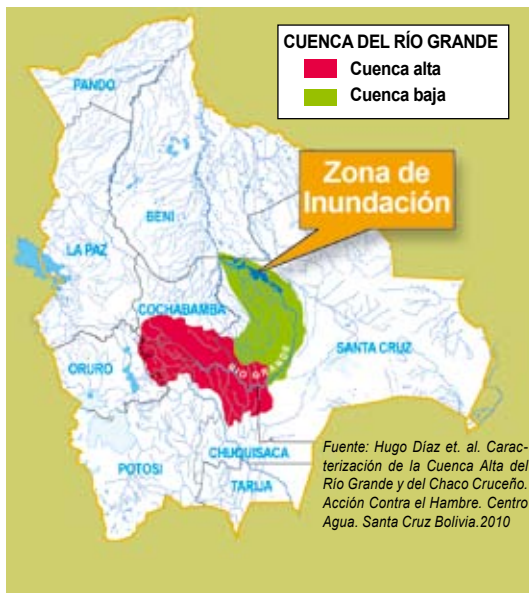 CUENCA DEL RÍO GRANDE
Cuenca alta
Cuenca baja
PANDO
Zona de
Inundación
BENI
LA PAZ
COCHABAMBA
SANTA CRUZ
ORURO
RÍO GRANDE
CHUQUISACA
POTOSI
TARIJA
Fuente: Hugo Díaz et. al. Carac-
terización de la Cuenca Alta del
Río Grande y del Chaco Cruceño.
Acción Contra el Hambre. Centro
Agua. Santa Cruz Bolivia.2010